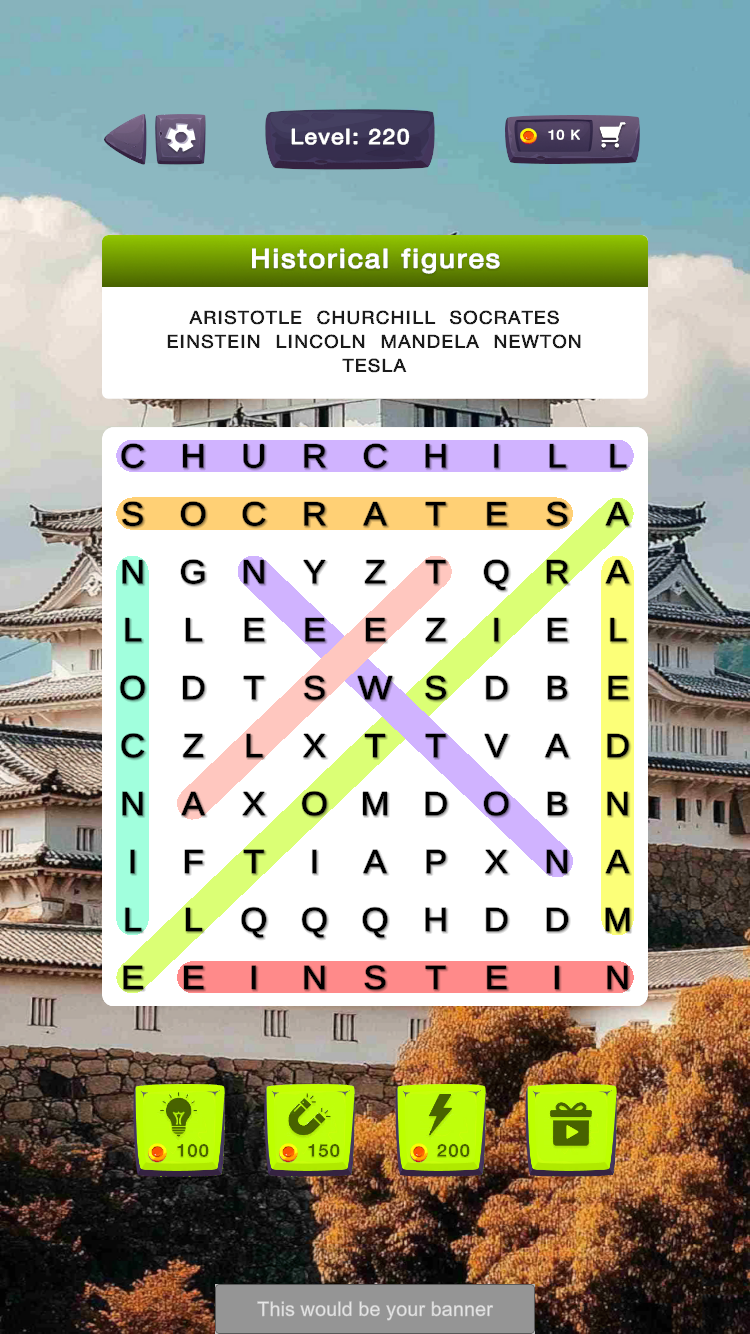 Level: 220
10 K
Historical figures
ARISTOTLE CHURCHILL SOCRATES
EINSTEIN LINCOLN MANDELA NEWTON
TESLA
C H U R C H I L L
S O C R A T E S A
N G N Y Z T Q R A
L L E E E Z I E L
O D T S W S D B E
C Z L X T T V A D
N A X O M D O B N
I F T I A P X N A
L L Q Q Q H D D M
E E I N S T E I N
100 150 200
This would be your banner